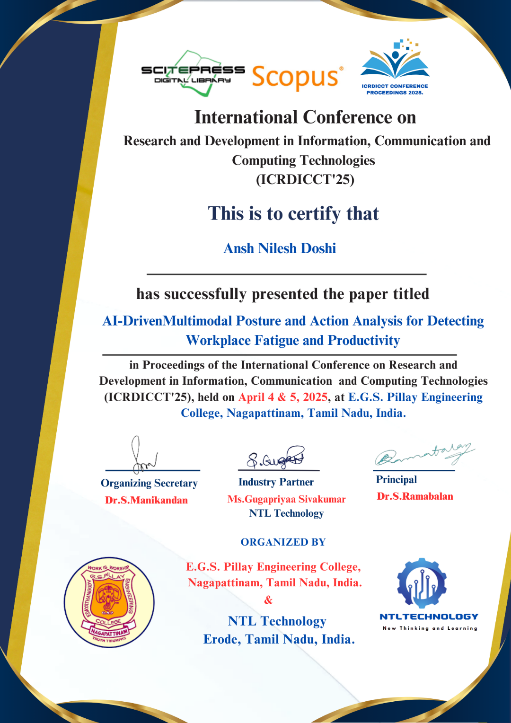 SCITEPRESS
DIGITAL LIBRARY
Scopus®
ICRDICCT CONFERENCE
PROCEEDINGS 2025.
International Conference on
Research and Development in Information, Communication and
Computing Technologies
(ICRDICCT'25)
This is to certify that
Ansh Nilesh Doshi
has successfully presented the paper titled
AI-DrivenMultimodal Posture and Action Analysis for Detecting
Workplace Fatigue and Productivity
in Proceedings of the International Conference on Research and
Development in Information, Communication and Computing Technologies
(ICRDICCT'25), held on April 4 & 5, 2025, at E.G.S. Pillay Engineering
College, Nagapattinam, Tamil Nadu, India.
Organizing Secretary
Dr.S.Manikandan
Industry Partner
Ms.Gugapriyaa Sivakumar
NTL Technology
Principal
Dr.S.Ramabalan
ORGANIZED BY
E.G.S. Pillay Engineering College,
Nagapattinam, Tamil Nadu, India.
&
NTL Technology
Erode, Tamil Nadu, India.
WORK IS WORSHIP
E.G.S. PILLAY
ENGINEERING
COLLEGE
NAGAPATTINAM
NTLTECHNOLOGY
New Thinking and Learning